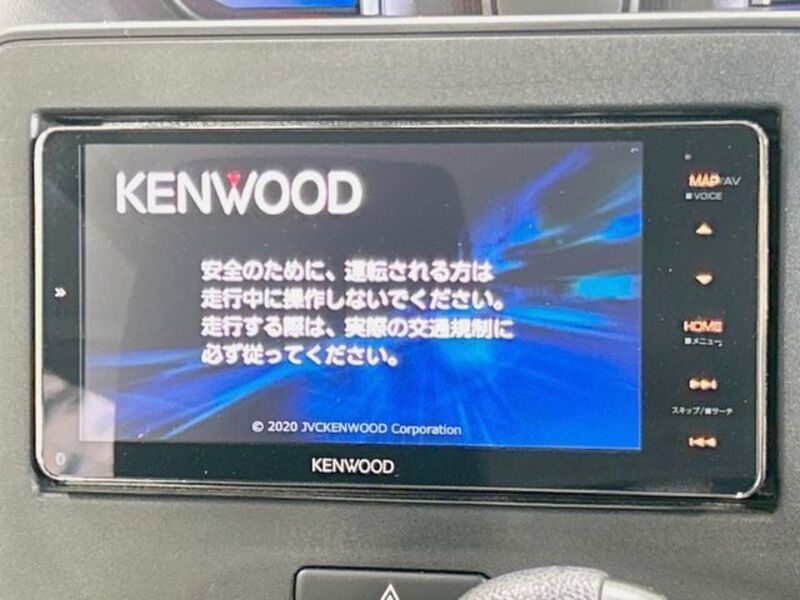 KENWOOD
安全のために、運転される方は
走行中に操作しないでください。
走行する際は、実際の交通規制に
必ず従ってください。
© 2020 JVCKENWOOD Corporation
KENWOOD
MAP/AV
■ VOICE
HOME
■メニュー
スキップ/■サーチ